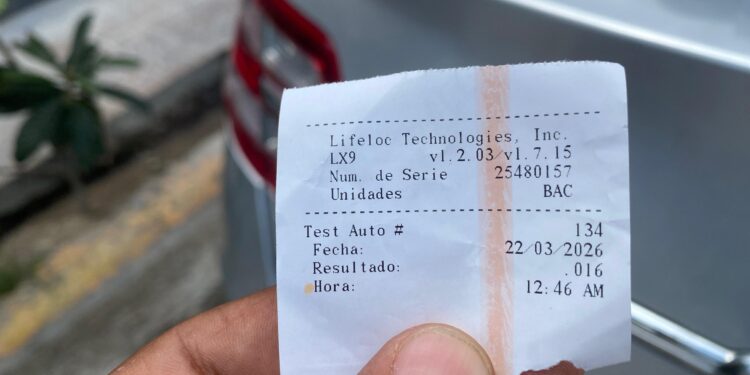 Lifeloc Technologies, Inc.
LX9 v1.2.03/v1.7.15
Num. de Serie 25480157
Unidades BAC
Test Auto # 134
Fecha: 22/03/2026
Resultado: .016
Hora: 12:46 AM